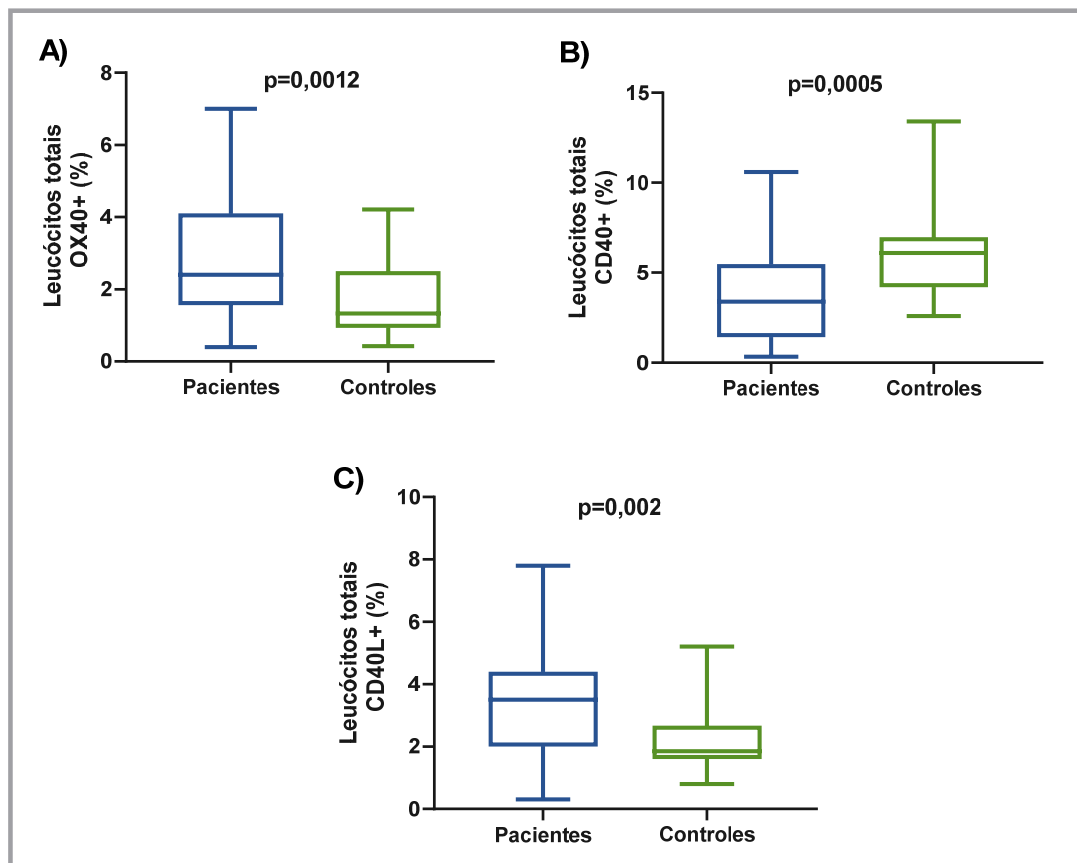 A)
p=0,0012
Leucócitos totais
OX40+ (%)
8
6
4
2
0
Pacientes
Controles
B)
p=0,0005
Leucócitos totais
CD40+ (%)
15
10
5
0
Pacientes
Controles
C)
p=0,002
Leucócitos totais
CD40L+ (%)
10
8
6
4
2
0
Pacientes
Controles